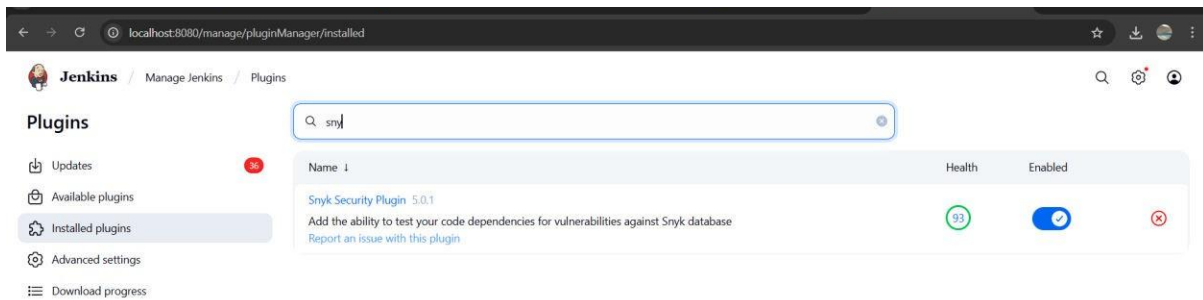 localhost:8080/manage/pluginManager/installed
Jenkins / Manage Jenkins / Plugins
Plugins
sny
Updates 36
Available plugins
Installed plugins
Advanced settings
Download progress
Name ↓ Health Enabled
Snyk Security Plugin 5.0.1
Add the ability to test your code dependencies for vulnerabilities against Snyk database
Report an issue with this plugin
93